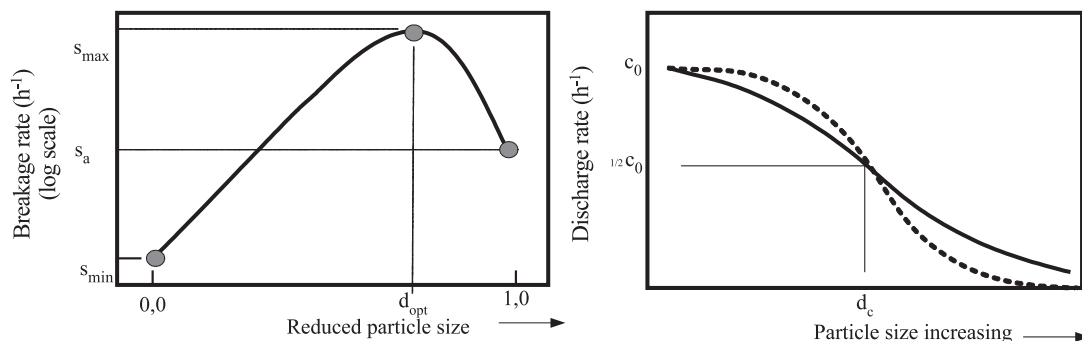 Breakage rate (h-1)
(log scale)
smax
sa
smin
0,0
dopt
1,0
Reduced particle size
Discharge rate (h-1)
c0
1/2 c0
dc
Particle size increasing